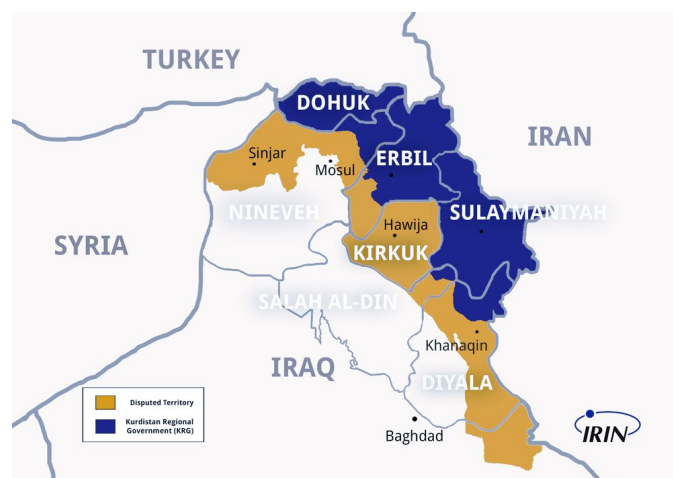 TURKEY
DOHUK
IRAN
Sinjar
ERBIL
Mosul
NINEVEH
SULAYMANIYAH
Hawija
SYRIA
KIRKUK
SALAH AL-DIN
Khanaqin
IRAQ
DIYALA
Disputed Territory
Kurdistan Regional
Government (KRG)
Baghdad
IRIN